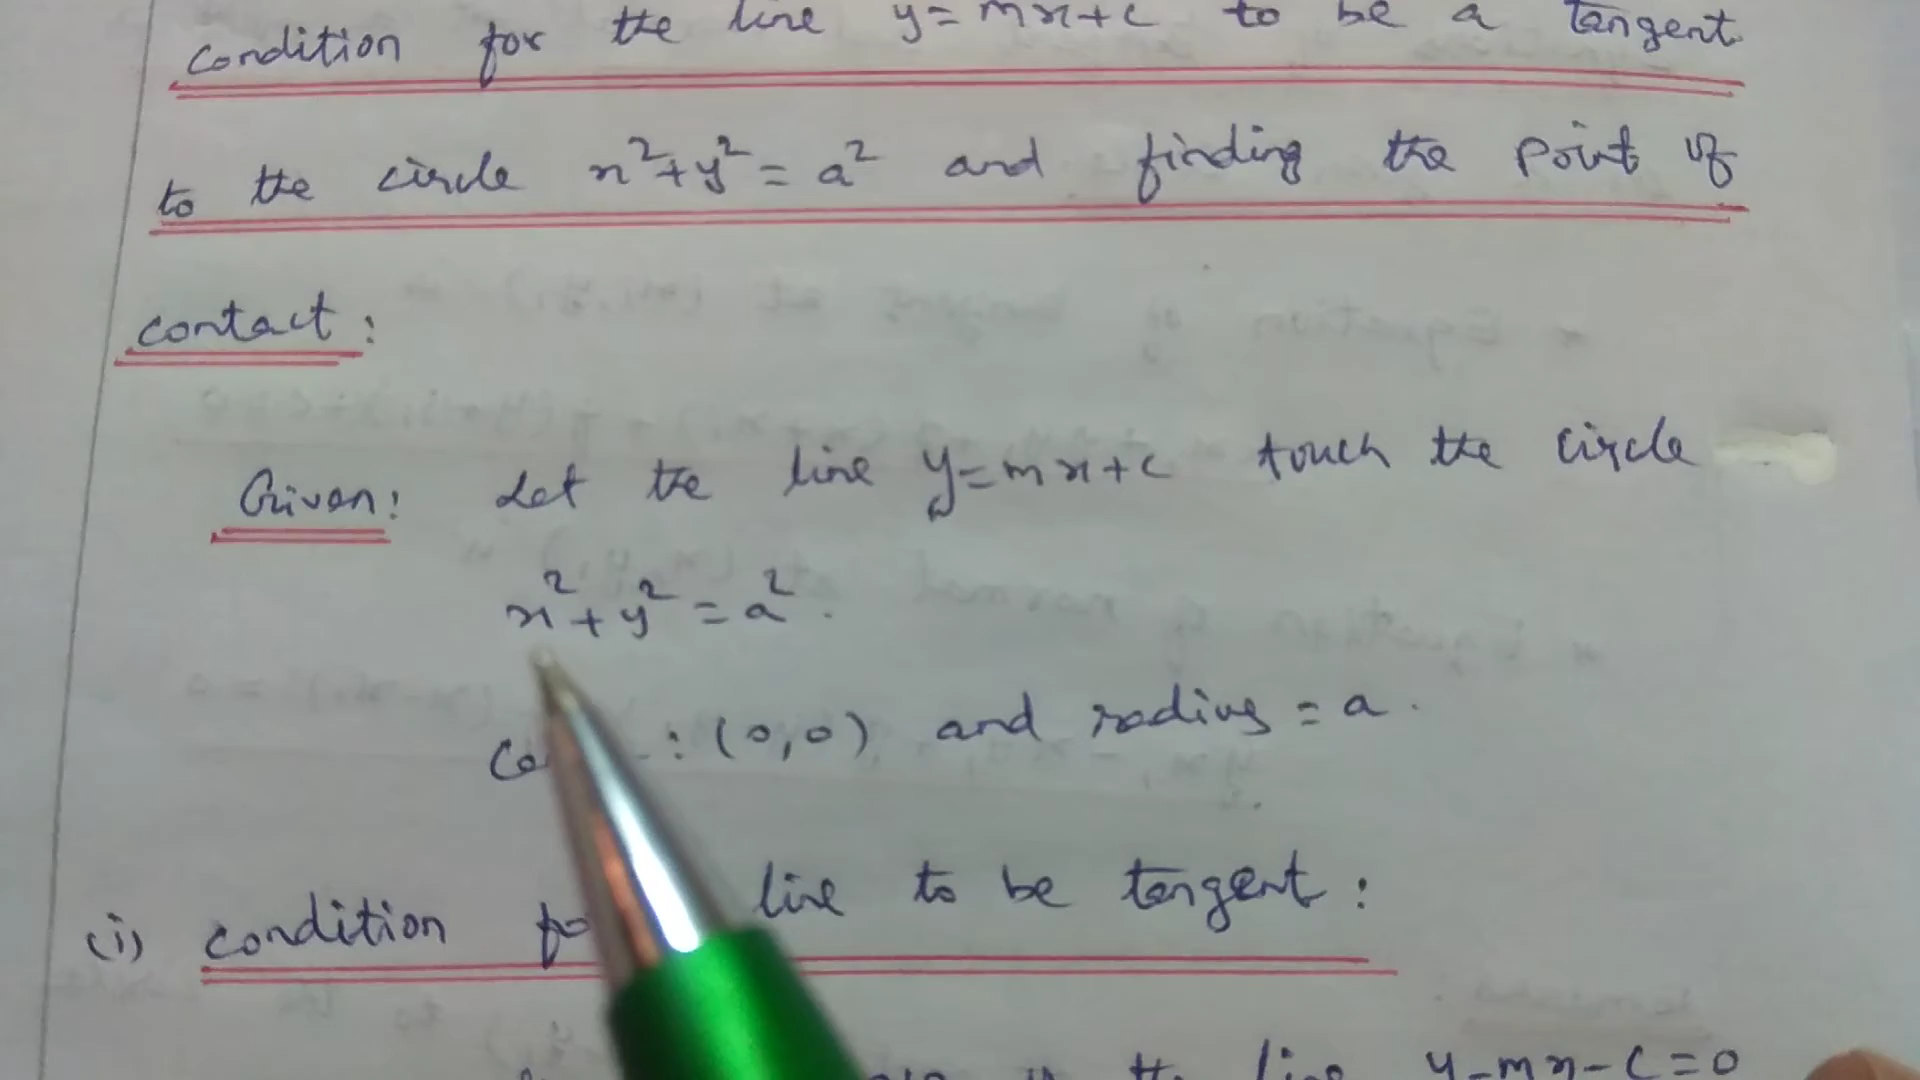 condition for the line y=mx+c to be a tangent
to the circle x²+y²=a² and finding the point of
contact:
Given: Let the line y=mx+c touch the circle
x²+y²=a².
: (0,0) and radius = a.
(i) condition line to be tangent:
the line y-mx-c=0